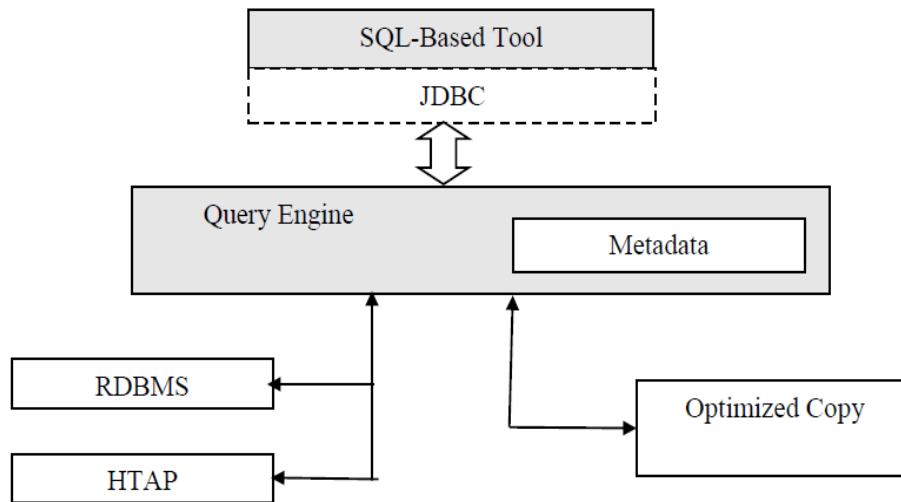 SQL-Based Tool
JDBC
Query Engine
Metadata
RDBMS
Optimized Copy
HTAP